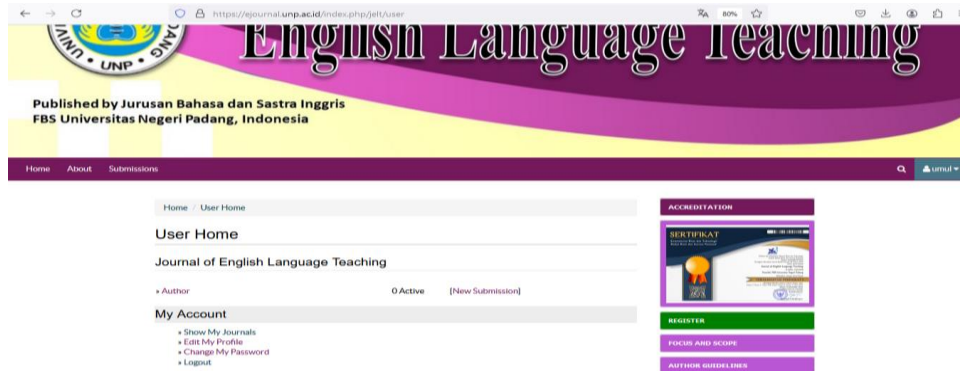 https://ejournal.unp.ac.id/index.php/jelt/user
80%
English Language Teaching
UNP
Published by Jurusan Bahasa dan Sastra Inggris
FBS Universitas Negeri Padang, Indonesia
Home About Submissions
umul
Home / User Home
User Home
Journal of English Language Teaching
» Author 0 Active [New Submission]
My Account
» Show My Journals
» Edit My Profile
» Change My Password
» Logout
ACCREDITATION
SERTIFIKAT
REGISTER
FOCUS AND SCOPE
AUTHOR GUIDELINES